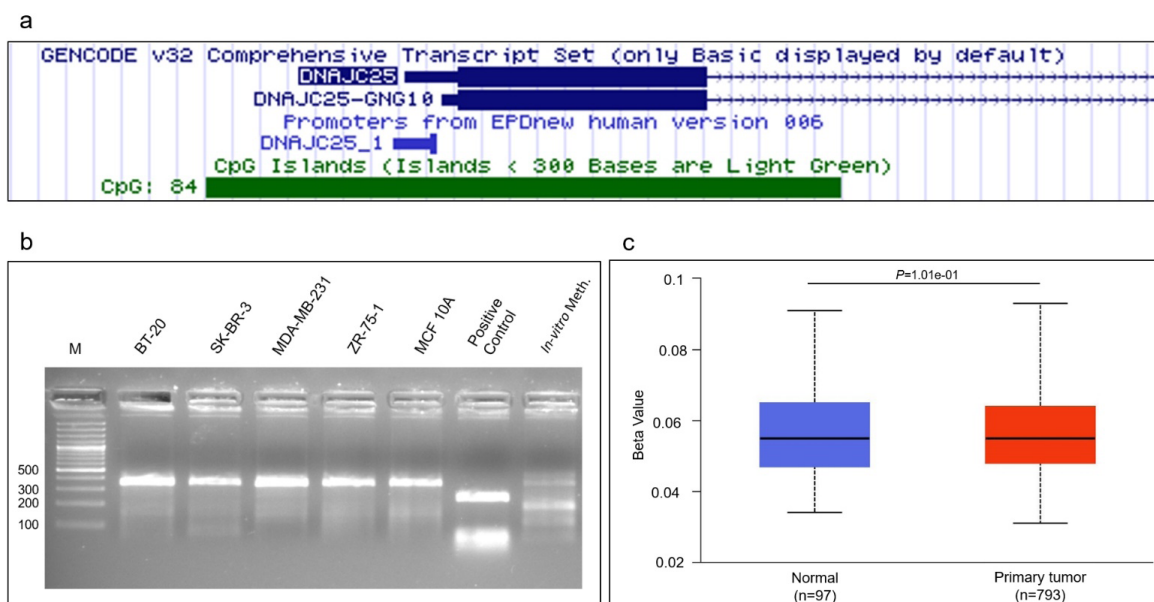 a
GENCODE v32 Comprehensive Transcript Set (only Basic displayed by default)
DNAJC25
DNAJC25-GNG10
Promoters from EPDnew human version 006
DNAJC25_1
CpG Islands (Islands < 300 Bases are Light Green)
CpG: 84
b
M
BT-20
SK-BR-3
MDA-MB-231
ZR-75-1
MCF 10A
Positive
Control
In-vitro Meth.
500
300
200
100
c
P=1.01e-01
0.1
0.08
0.06
0.04
0.02
Beta Value
Normal
(n=97)
Primary tumor
(n=793)